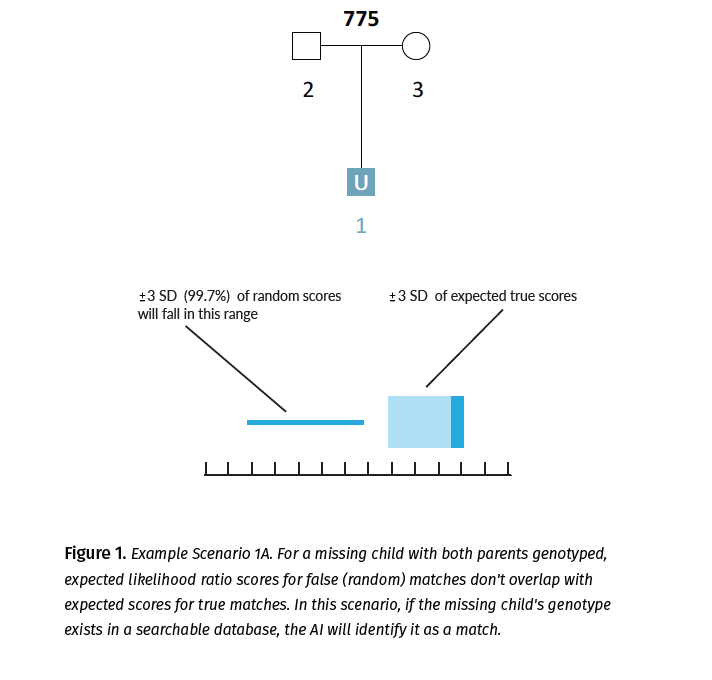 775
2
3
U
1
±3 SD (99.7%) of random scores
will fall in this range
±3 SD of expected true scores
Figure 1. Example Scenario 1A. For a missing child with both parents genotyped,
expected likelihood ratio scores for false (random) matches don't overlap with
expected scores for true matches. In this scenario, if the missing child's genotype
exists in a searchable database, the AI will identify it as a match.